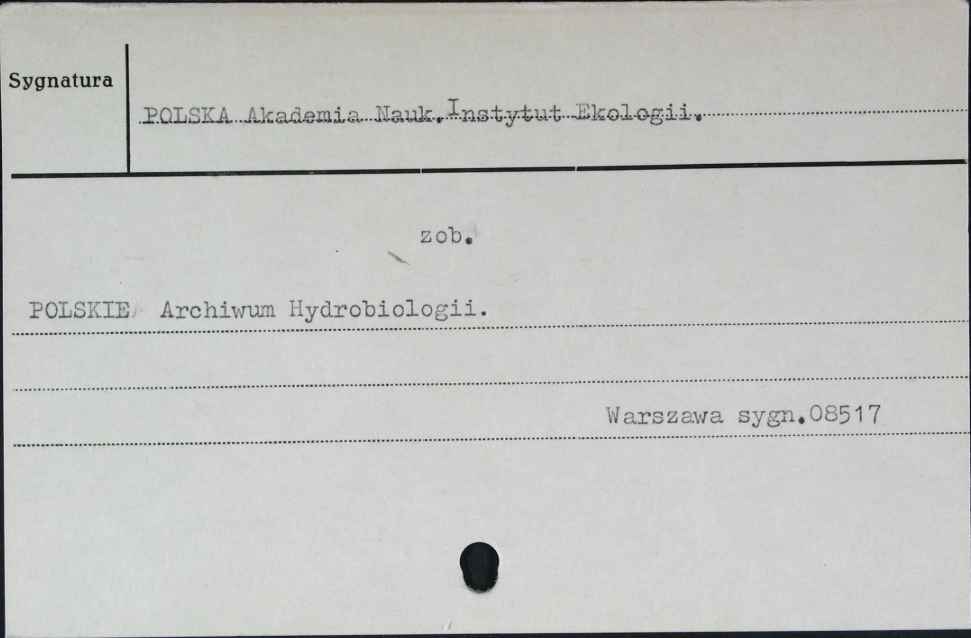 Sygnatura
POLSKA Akademia Nauk.Instytut Ekologii.
zob.
POLSKIE Archiwum Hydrobiologii.
Warszawa sygn.08517